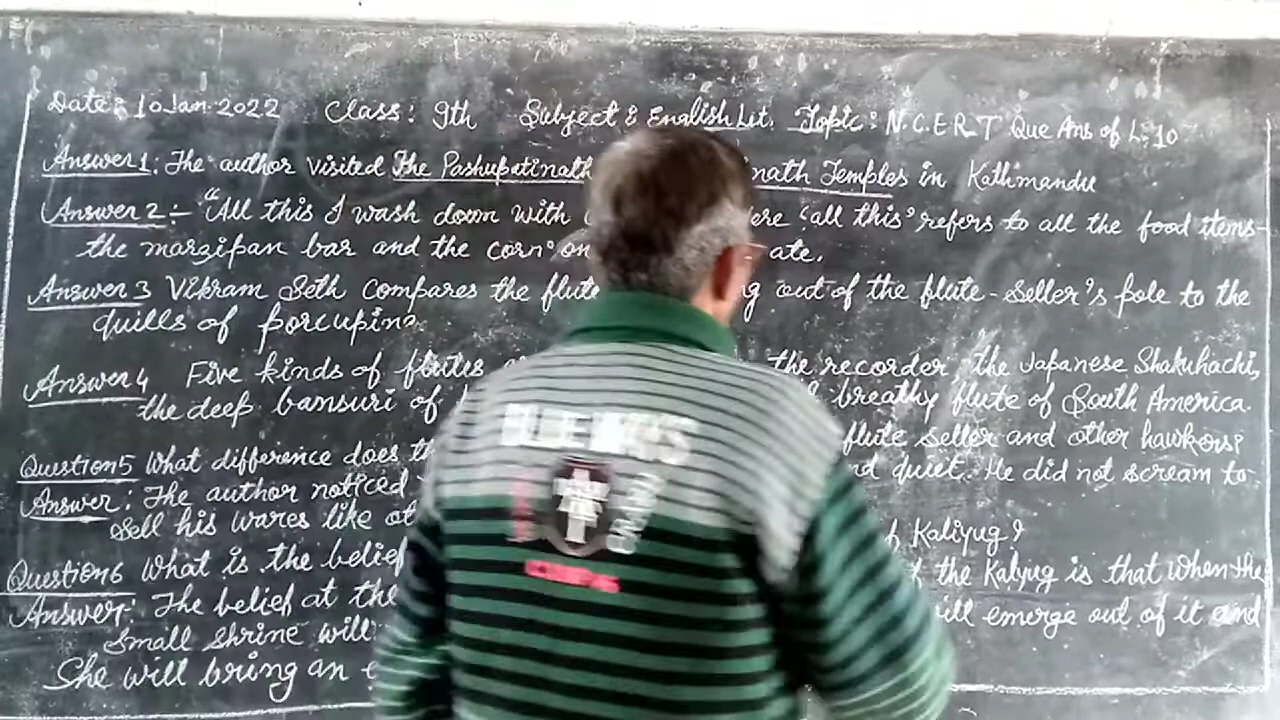 Date: 10 Jan. 2022 Class: 9th Subject: English Lit. Topic: N.C.E.R.T Que Ans of L.10
Answer 1: The author visited The Pashupatinath nath Temples in Kathmandu
Answer 2:- "All this I wash down with ere 'all this' refers to all the food items-
the marzipan bar and the corn on ate.
Answer 3 Vikram Seth compares the flute g out of the flute-seller's pole to the
quills of porcupine
Answer 4 Five kinds of flutes the recorder, the Japanese Shakuhachi,
the deep bansuri of breathy flute of South America.
Question5 What difference does th flute seller and other hawkers?
Answer: The author noticed nd quiet. He did not scream to
sell his wares like ot
Question6 What is the belief f Kaliyug?
Answer: The belief at the the Kalyug is that when the
small shrine will ill emerge out of it and
She will bring an e